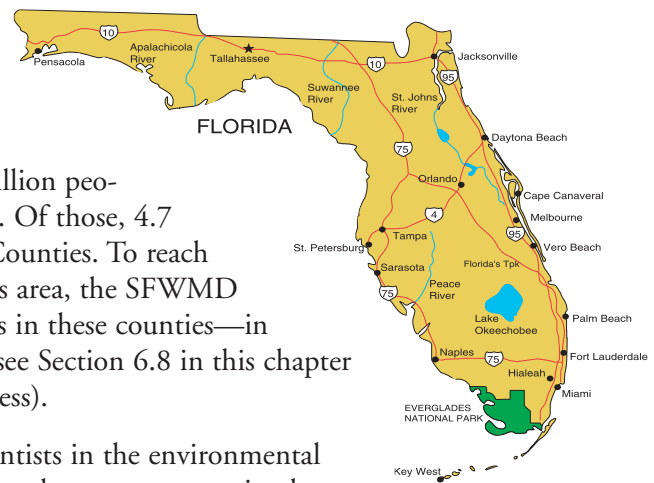 10
Pensacola
Apalachicola
River
Tallahassee
10
Jacksonville
95
Suwannee
River
St. Johns
River
FLORIDA
75
Daytona Beach
Orlando
Cape Canaveral
4
Melbourne
95
Tampa
St. Petersburg
Vero Beach
Sarasota
Florida's Tpk
75
Peace
River
Lake
Okeechobee
Palm Beach
Naples
75
Fort Lauderdale
Hialeah
Miami
EVERGLADES
NATIONAL PARK
Key West
illion peo-
. Of those, 4.7
Counties. To reach
s area, the SFWMD
s in these counties—in
see Section 6.8 in this chapter
ess).
ntists in the environmental